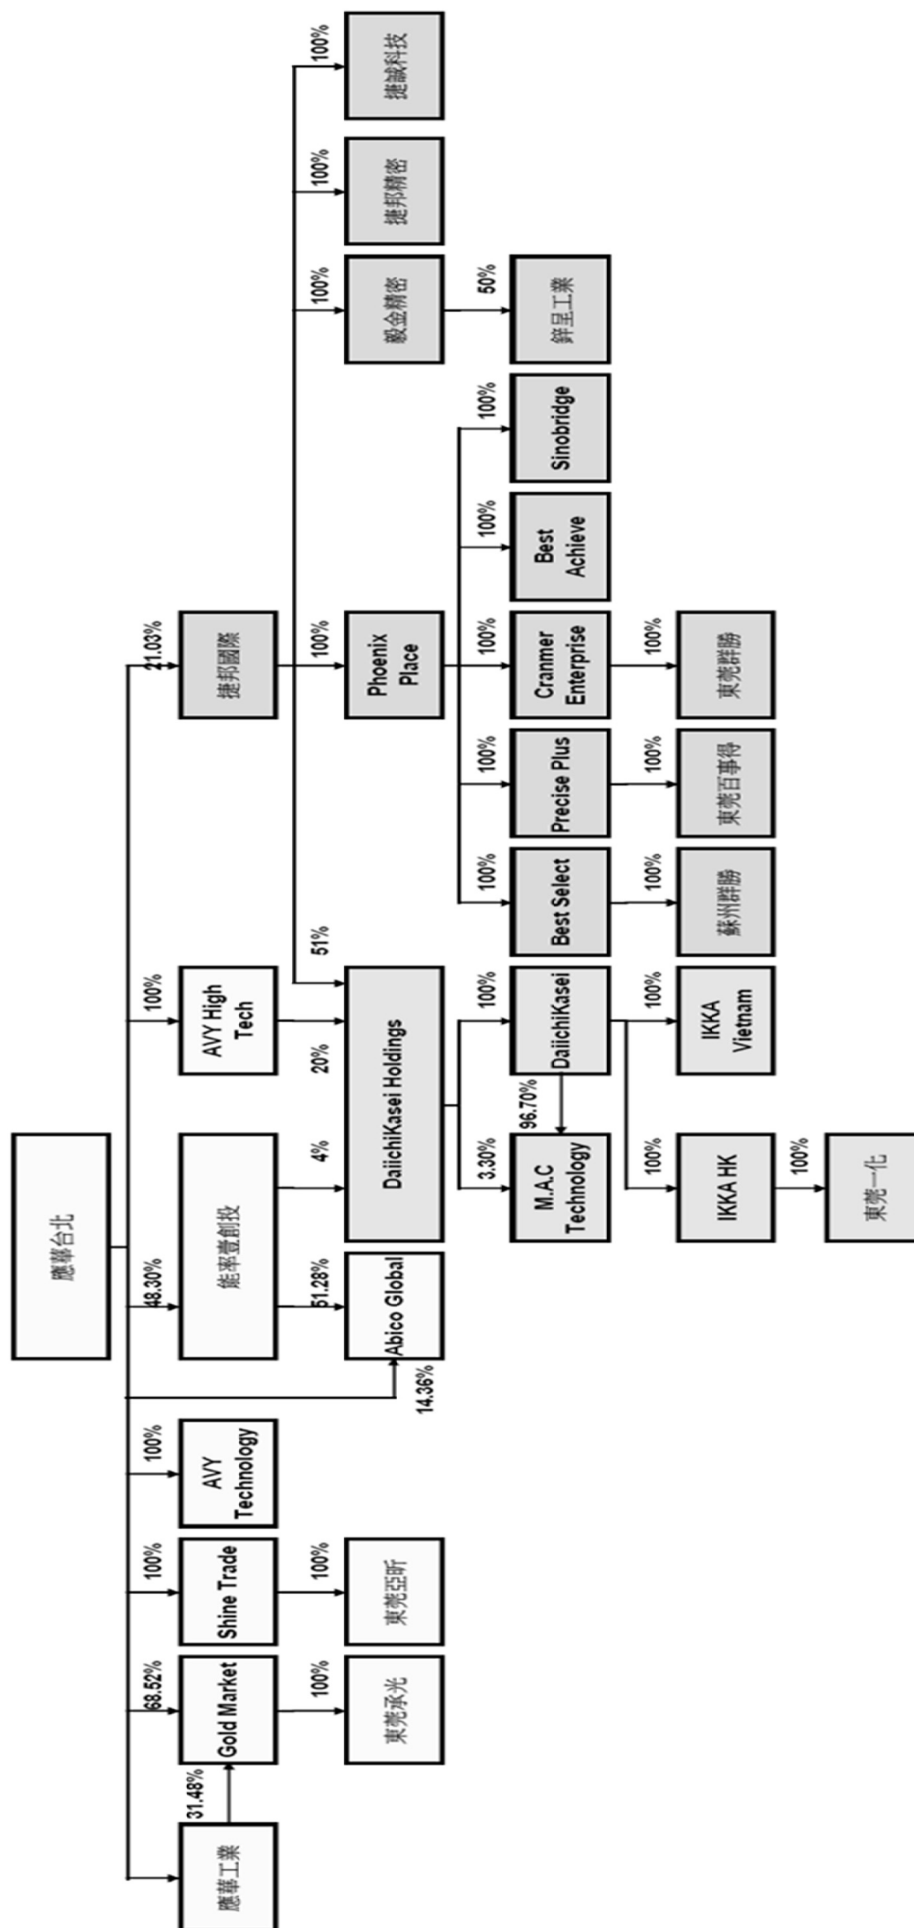 應華台北
48.30%
100%
21.03%
68.52%
100%
100%
應華工業
31.48%
Gold Market
Shine Trade
AVY
Technology
能率壹創投
AVY High
Tech
捷邦國際
100%
100%
14.36%
51.28%
4%
20%
51%
100%
100%
100%
100%
東莞承光
東莞亞昕
Abico Global
DaiichiKasei Holdings
Phoenix
Place
毅金精密
捷邦精密
捷誠科技
3.30%
96.70%
100%
100%
100%
100%
100%
100%
50%
M.A.C
Technology
DaiichiKasei
Best Select
Precise Plus
Cranmer
Enterprise
Best
Achieve
Sinobridge
鋅呈工業
100%
100%
100%
100%
100%
IKKA HK
IKKA
Vietnam
蘇州群勝
東莞百事得
東莞群勝
100%
東莞一化